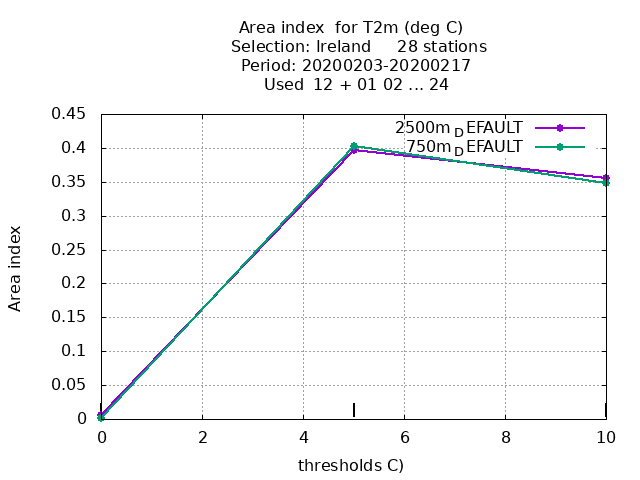 Area index  for T2m (deg C)
Selection: Ireland     28 stations
Period: 20200203-20200217
Used  12 + 01 02 ... 24
0.45
0.4
0.35
0.3
0.25
0.2
0.15
0.1
0.05
0
Area index
2500m_DEFAULT
750m_DEFAULT
0 2 4 6 8 10
thresholds C)